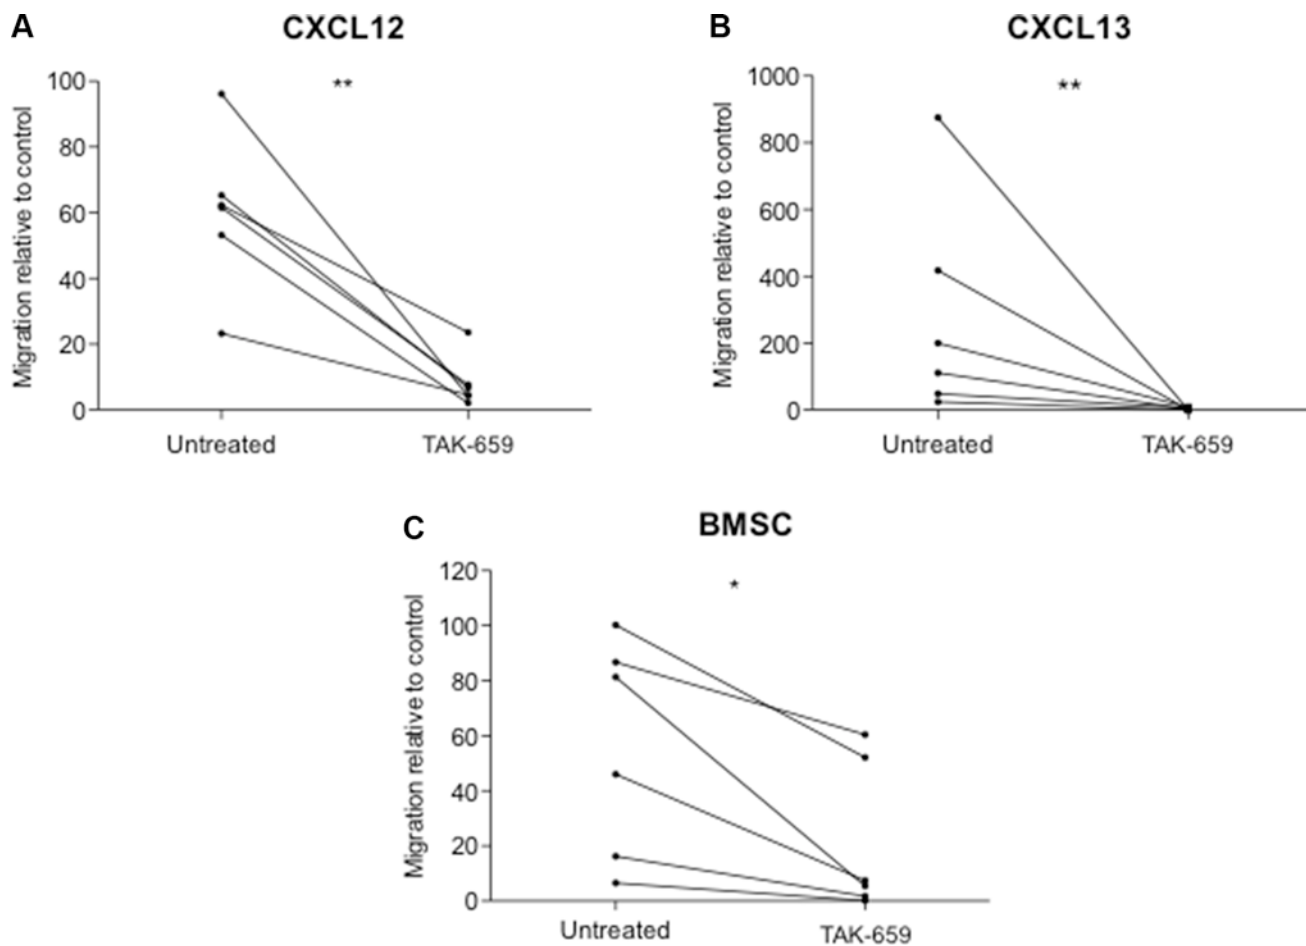 A
CXCL12
Migration relative to control
100
80
60
40
20
0
**
Untreated
TAK-659
B
CXCL13
Migration relative to control
1000
800
600
400
200
0
**
Untreated
TAK-659
C
BMSC
Migration relative to control
120
100
80
60
40
20
0
*
Untreated
TAK-659